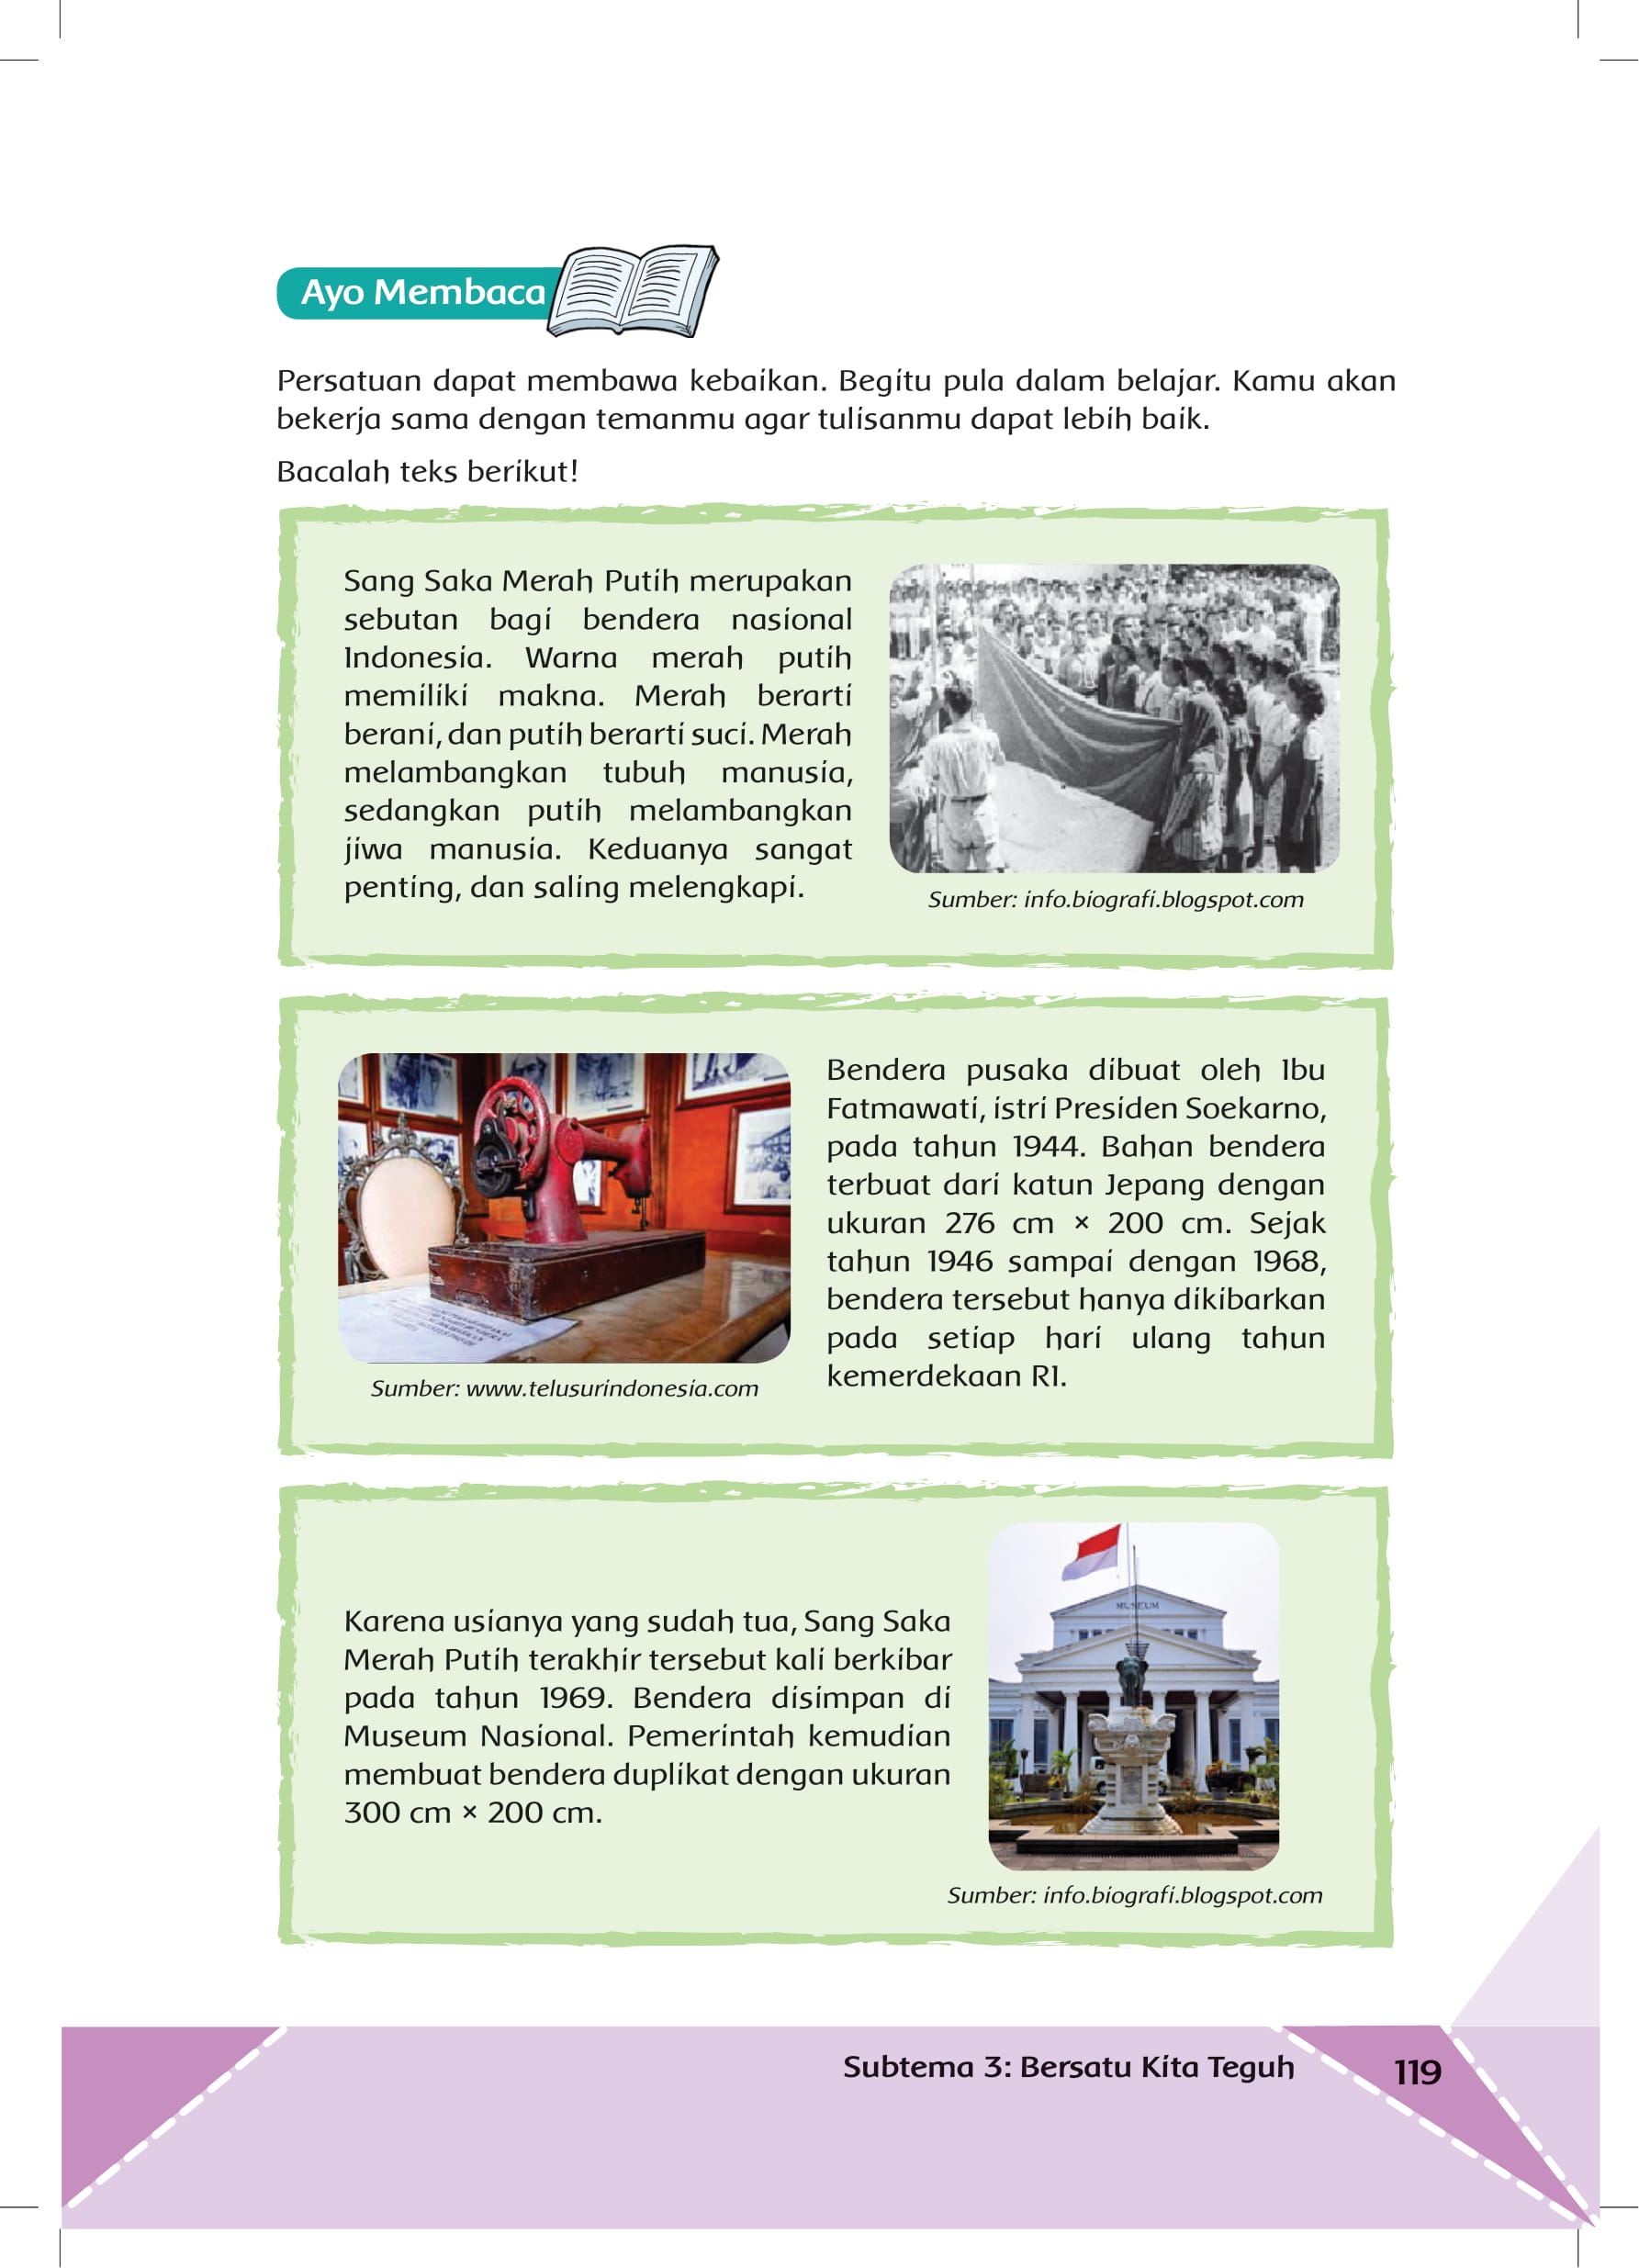 Ayo Membaca
Persatuan dapat membawa kebaikan. Begitu pula dalam belajar. Kamu akan
bekerja sama dengan temanmu agar tulisanmu dapat lebih baik.
Bacalah teks berikut!
Sang Saka Merah Putih merupakan
sebutan bagi bendera nasional
Indonesia. Warna merah putih
memiliki makna. Merah berarti
berani, dan putih berarti suci. Merah
melambangkan tubuh manusia,
sedangkan putih melambangkan
jiwa manusia. Keduanya sangat
penting, dan saling melengkapi.
Sumber: info.biografi.blogspot.com
Bendera pusaka dibuat oleh Ibu
Fatmawati, istri Presiden Soekarno,
pada tahun 1944. Bahan bendera
terbuat dari katun Jepang dengan
ukuran 276 cm × 200 cm. Sejak
tahun 1946 sampai dengan 1968,
bendera tersebut hanya dikibarkan
pada setiap hari ulang tahun
kemerdekaan RI.
Sumber: www.telusurindonesia.com
Karena usianya yang sudah tua, Sang Saka
Merah Putih terakhir tersebut kali berkibar
pada tahun 1969. Bendera disimpan di
Museum Nasional. Pemerintah kemudian
membuat bendera duplikat dengan ukuran
300 cm × 200 cm.
MUSEUM
Sumber: info.biografi.blogspot.com
Subtema 3: Bersatu Kita Teguh
119